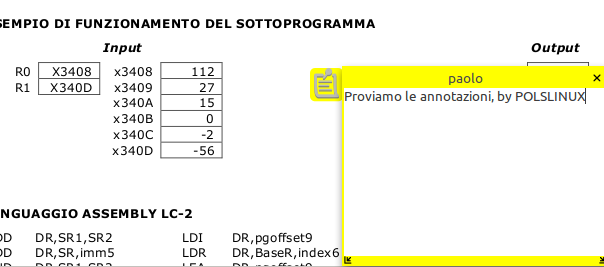 SEMPIO DI FUNZIONAMENTO DEL SOTTOPROGRAMMA
Input Output
R0 X3408 x3408 112
R1 X340D x3409 27
x340A 15
x340B 0
x340C -2
x340D -56
paolo
Proviamo le annotazioni, by POLSLINUX
NGUAGGIO ASSEMBLY LC-2
DD DR,SR1,SR2 LDI DR,pgoffset9
DD DR,SR,imm5 LDR DR,BaseR,index6